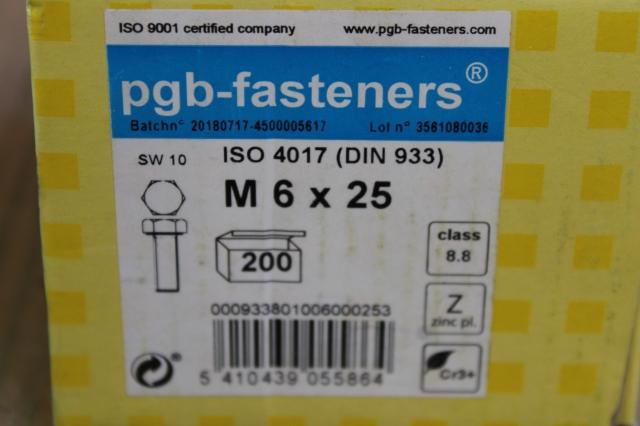 ISO 9001 certified company www.pgb-fasteners.com
pgb-fasteners®
Batchn° 20180717-4500005617 Lot n° 3561080036
SW 10 ISO 4017 (DIN 933)
M 6 x 25
200
class
8.8
Z
zinc pl.
Cr3+
0009338010060000253
5 410439 055864